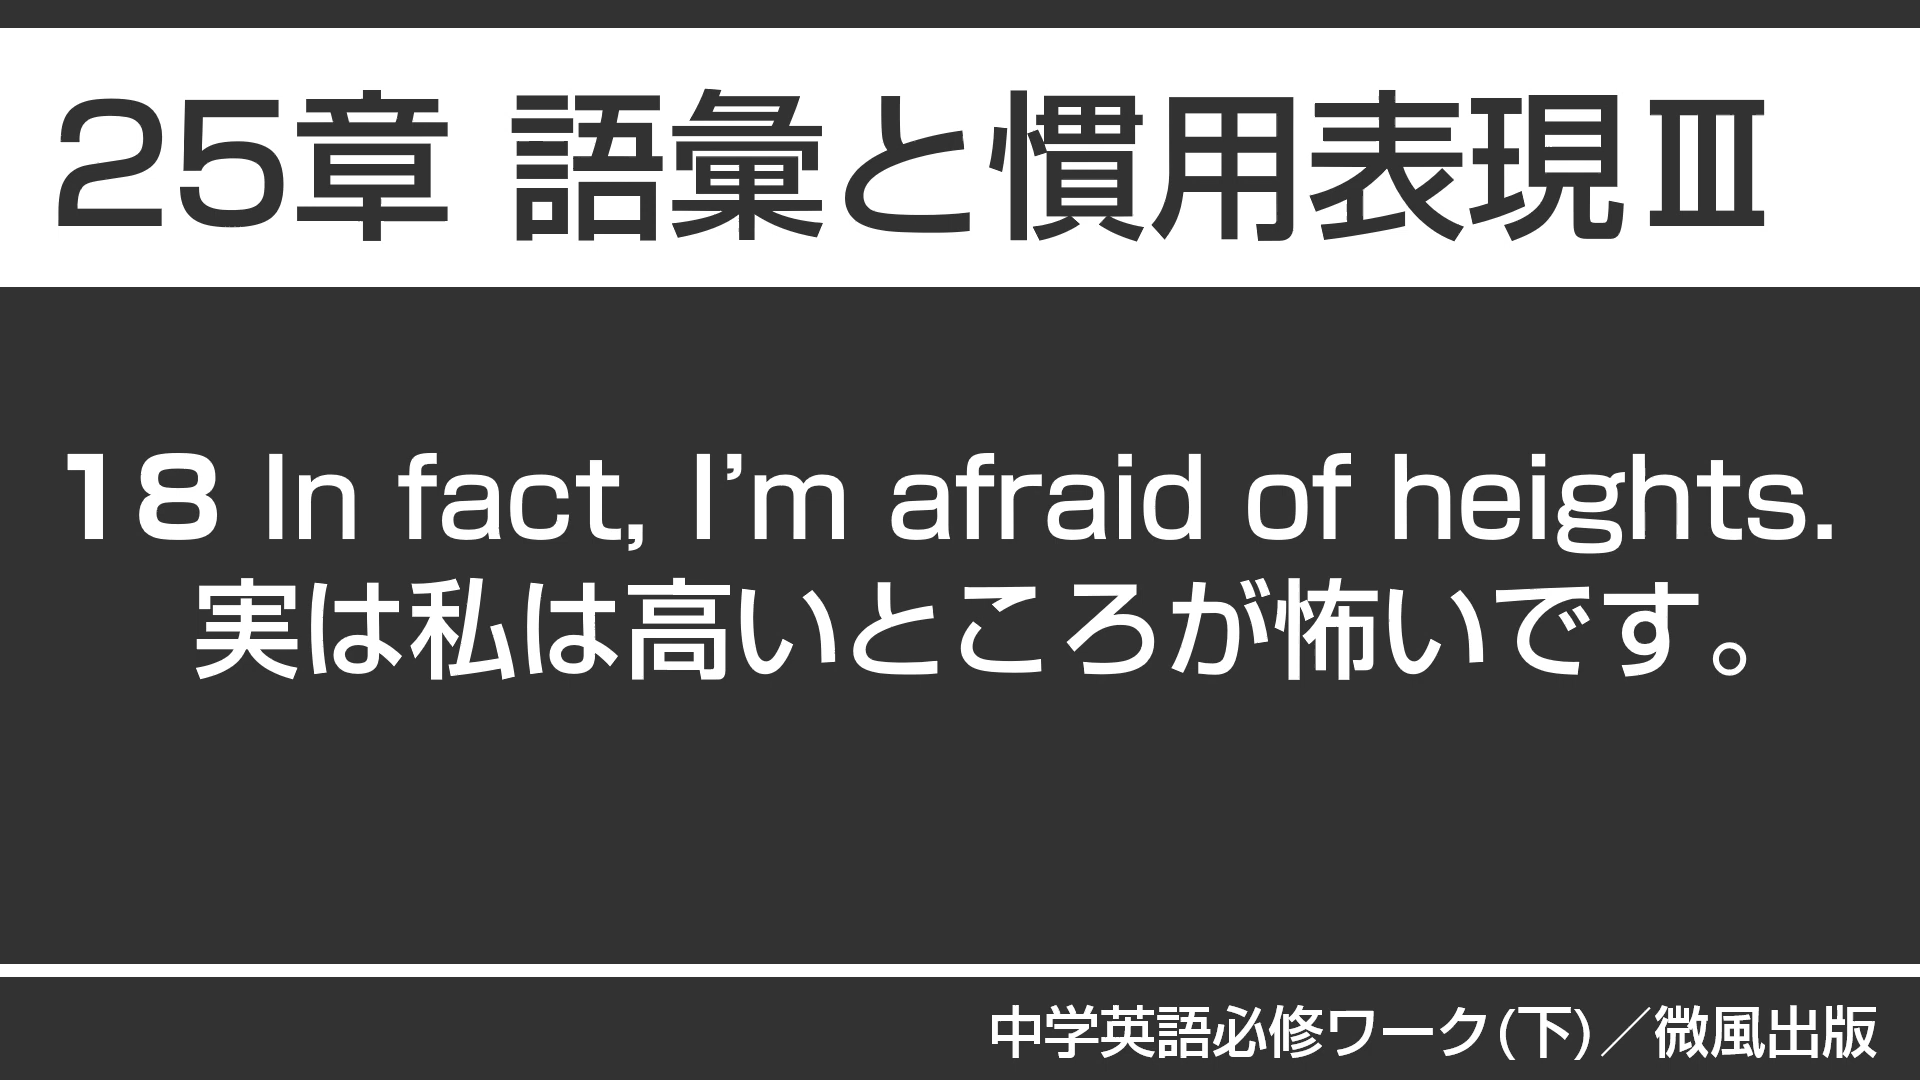 25章 語彙と慣用表現Ⅲ
18 In fact, I’m afraid of heights.
実は私は高いところが怖いです。
中学英語必修ワーク(下)／微風出版